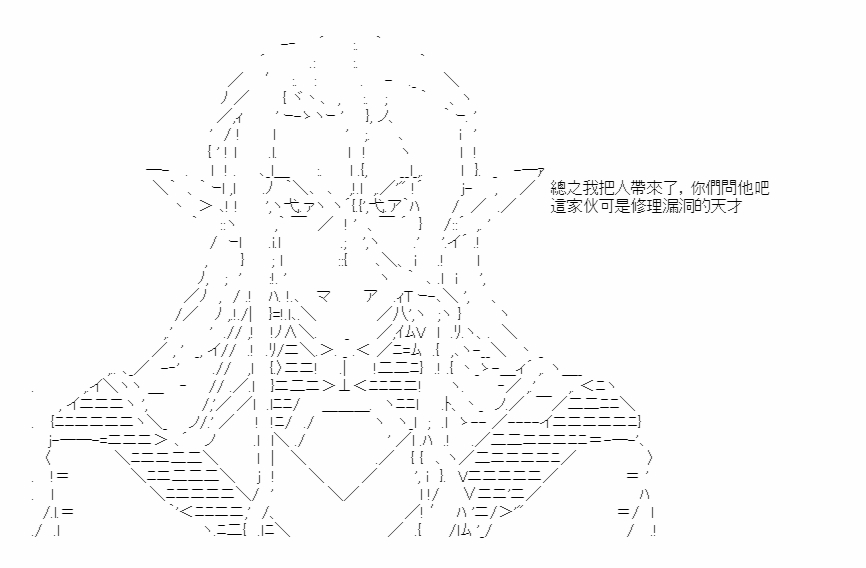 總之我把人帶來了，你們問他吧
這家伙可是修理漏洞的天才